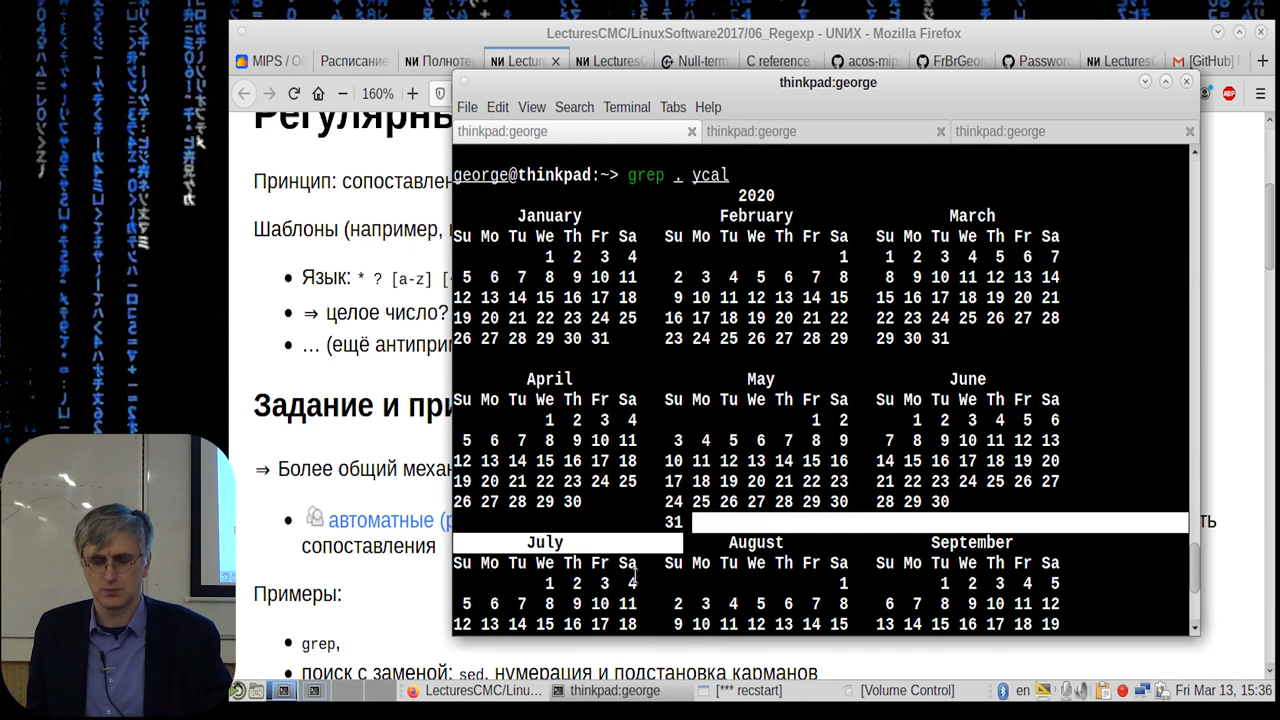 LecturesCMC/LinuxSoftware2017/06_Regexp - UNИX - Mozilla Firefox
MIPS / О Расписание ИИ Полноте ИИ Lecture ИИ LecturesC Null-term C reference acos-mip FrBrGeor Passwor ИИ LecturesC [GitHub]
160%
thinkpad:george
File Edit View Search Terminal Tabs Help
thinkpad:george thinkpad:george thinkpad:george
Регулярн
Принцип: сопоставлен
Шаблоны (например,
Язык: * ? [a-z]
⇒ целое число?
… (ещё антиприм
Задание и пр
⇒ Более общий механ
автоматные (р
ть
сопоставления
Примеры:
grep,
поиск с заменой: sed, нумерация и подстановка карманов
george@thinkpad:~> grep . ycal
2020
January February March
Su Mo Tu We Th Fr Sa Su Mo Tu We Th Fr Sa Su Mo Tu We Th Fr Sa
1 2 3 4 1 1 2 3 4 5 6 7
5 6 7 8 9 10 11 2 3 4 5 6 7 8 8 9 10 11 12 13 14
12 13 14 15 16 17 18 9 10 11 12 13 14 15 15 16 17 18 19 20 21
19 20 21 22 23 24 25 16 17 18 19 20 21 22 22 23 24 25 26 27 28
26 27 28 29 30 31 23 24 25 26 27 28 29 29 30 31
April May June
Su Mo Tu We Th Fr Sa Su Mo Tu We Th Fr Sa Su Mo Tu We Th Fr Sa
1 2 3 4 1 2 1 2 3 4 5 6
5 6 7 8 9 10 11 3 4 5 6 7 8 9 7 8 9 10 11 12 13
12 13 14 15 16 17 18 10 11 12 13 14 15 16 14 15 16 17 18 19 20
19 20 21 22 23 24 25 17 18 19 20 21 22 23 21 22 23 24 25 26 27
26 27 28 29 30 24 25 26 27 28 29 30 28 29 30
31
July August September
Su Mo Tu We Th Fr Sa Su Mo Tu We Th Fr Sa Su Mo Tu We Th Fr Sa
1 2 3 4 1 1 2 3 4 5
5 6 7 8 9 10 11 2 3 4 5 6 7 8 6 7 8 9 10 11 12
12 13 14 15 16 17 18 9 10 11 12 13 14 15 13 14 15 16 17 18 19
LecturesCMC/Linu... thinkpad:george [*** recstart] [Volume Control] en Fri Mar 13, 15:36